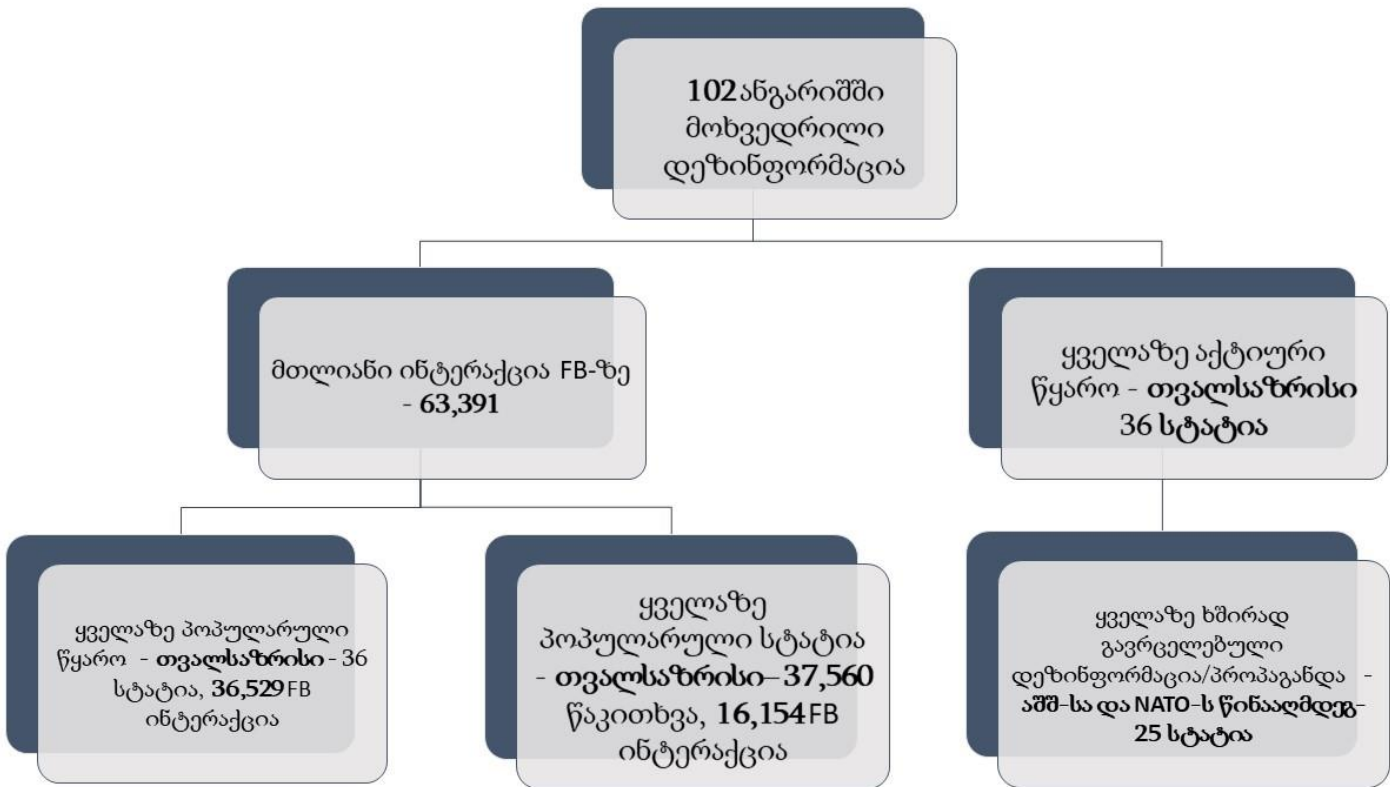 102 ანგარიშში
მოხვედრილი
დეზინფორმაცია
მთლიანი ინტერაქცია FB-ზე
- 63,391
ყველაზე აქტიური
წყარო - თვალსაზრისი
36 სტატია
ყველაზე პოპულარული
წყარო - თვალსაზრისი - 36
სტატია, 36,529 FB
ინტერაქცია
ყველაზე
პოპულარული სტატია
- თვალსაზრისი– 37,560
წაკითხვა, 16,154 FB
ინტერაქცია
ყველაზე ხშირად
გავრცელებული
დეზინფორმაცია/პროპაგანდა -
აშშ-სა და NATO-ს წინააღმდეგ-
25 სტატია